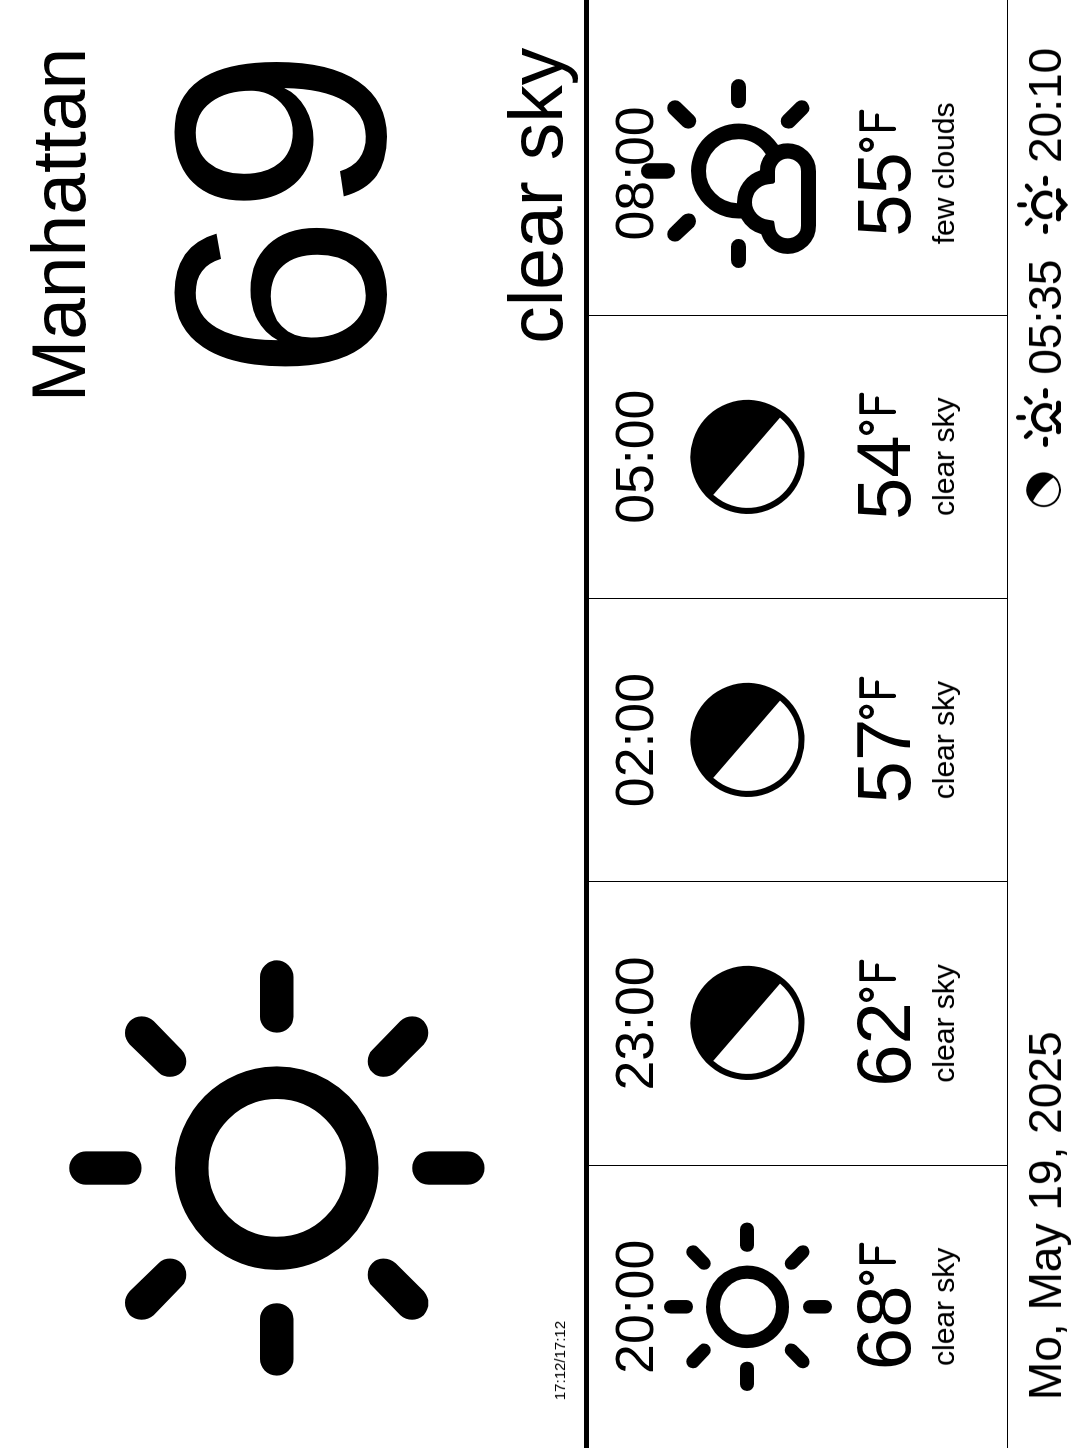 Manhattan
69
clear sky
17:12/17:12
20:00
68°F
clear sky
23:00
62°F
clear sky
02:00
57°F
clear sky
05:00
54°F
clear sky
08:00
55°F
few clouds
Mo, May 19, 2025
05:35 20:10